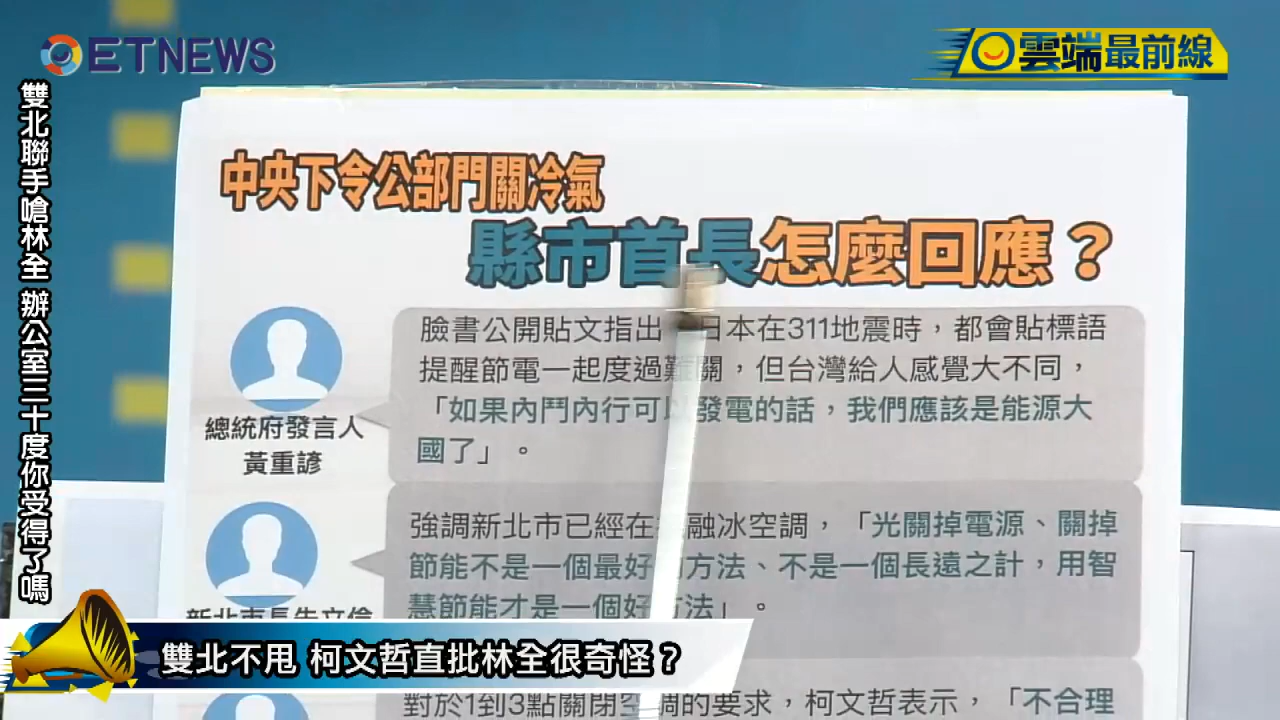 ETNEWS
雲端最前線
雙北聯手嗆林全 辦公室三十度你受得了嗎
中央下令公部門關冷氣
縣市首長怎麼回應？
臉書公開貼文指出 日本在311地震時，都會貼標語
提醒節電一起度過難關，但台灣給人感覺大不同，
「如果內鬥內行可以發電的話，我們應該是能源大
國了」。
總統府發言人
黃重諺
強調新北市已經在 融冰空調，「光關掉電源、關掉
節能不是一個最好 方法、不是一個長遠之計，用智
慧節能才是一個好方法」。
新北市長朱立倫
雙北不甩 柯文哲直批林全很奇怪？
對於1到3點關閉空調的要求，柯文哲表示，「不合理